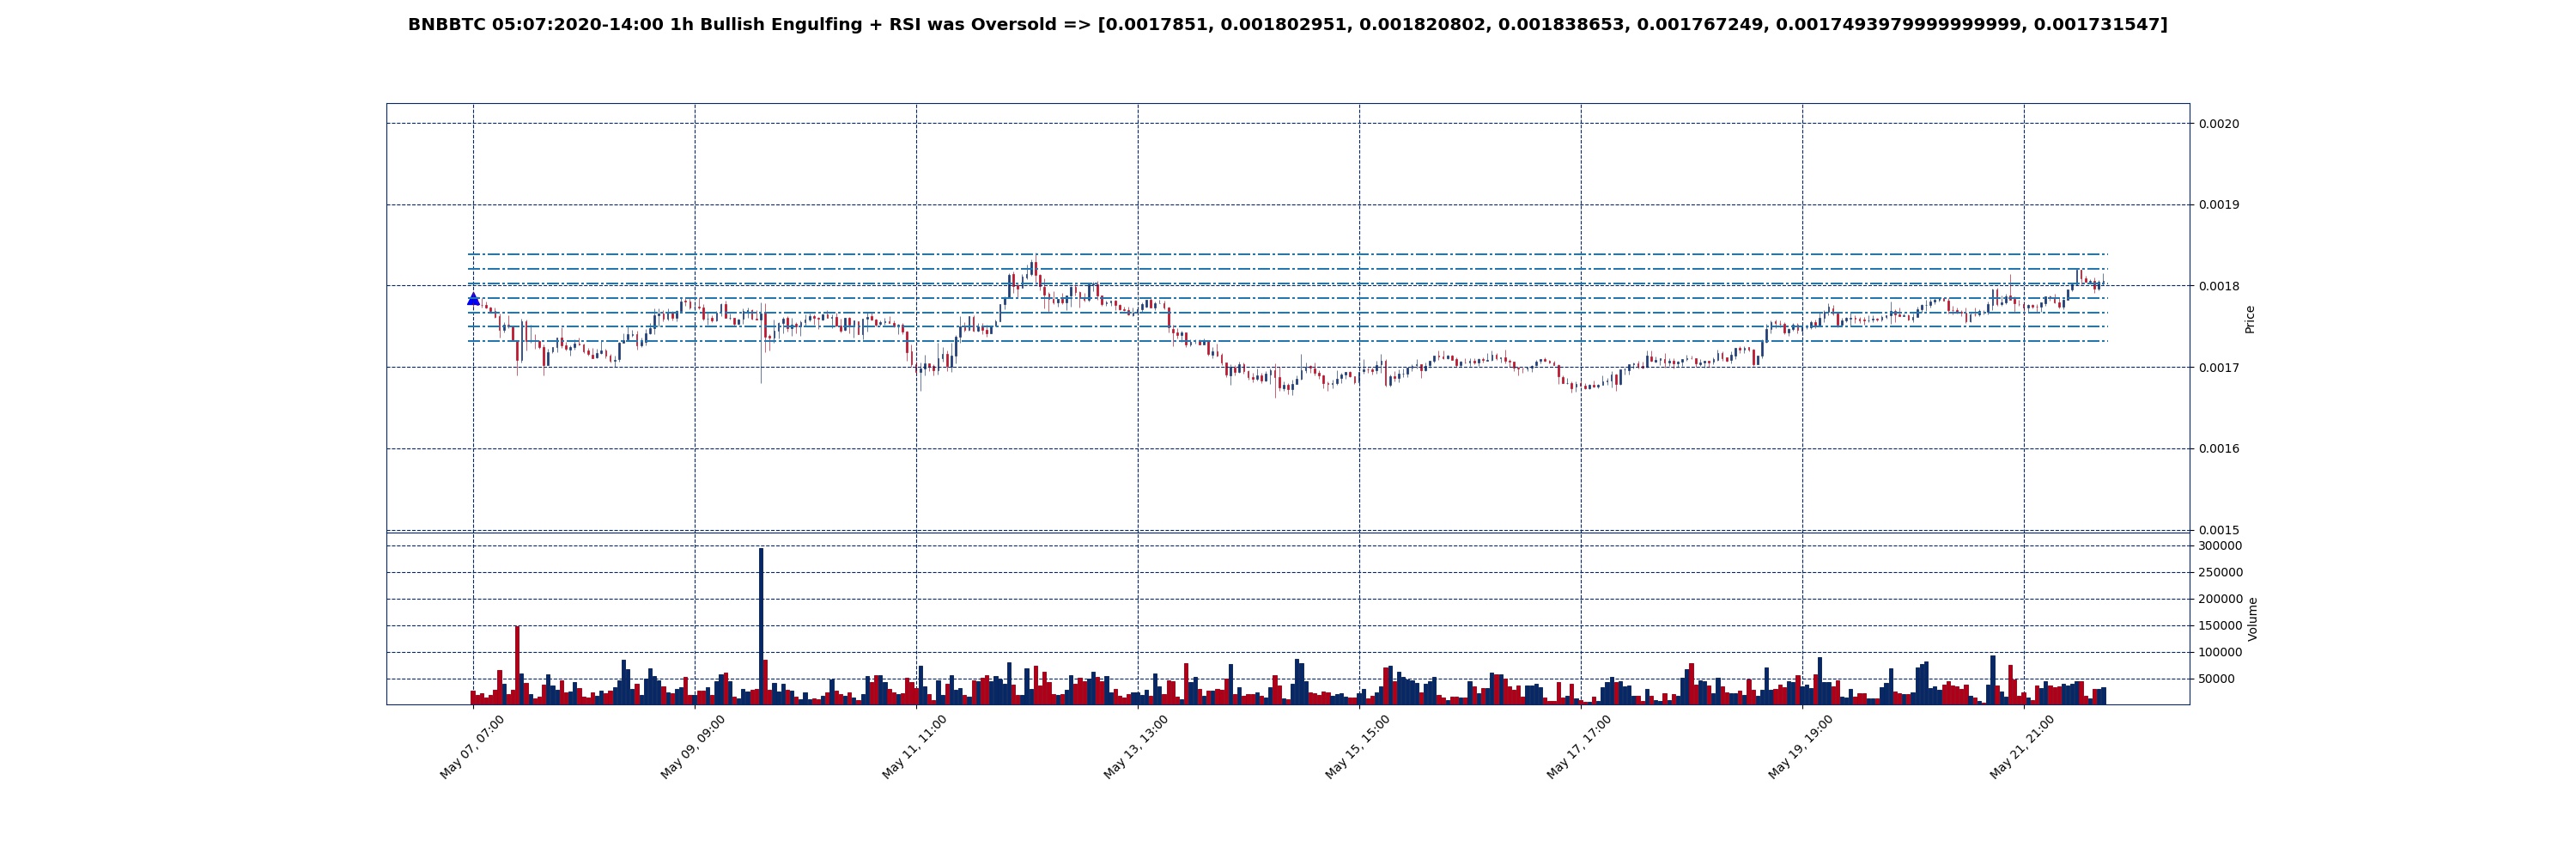 BNBBTC 05:07:2020-14:00 1h Bullish Engulfing + RSI was Oversold => [0.0017851, 0.001802951, 0.001820802, 0.001838653, 0.001767249, 0.0017493979999999999, 0.001731547]
0.0020
0.0019
0.0018
0.0017
0.0016
0.0015
Price
300000
250000
200000
150000
100000
50000
Volume
May 07, 07:00
May 09, 09:00
May 11, 11:00
May 13, 13:00
May 15, 15:00
May 17, 17:00
May 19, 19:00
May 21, 21:00